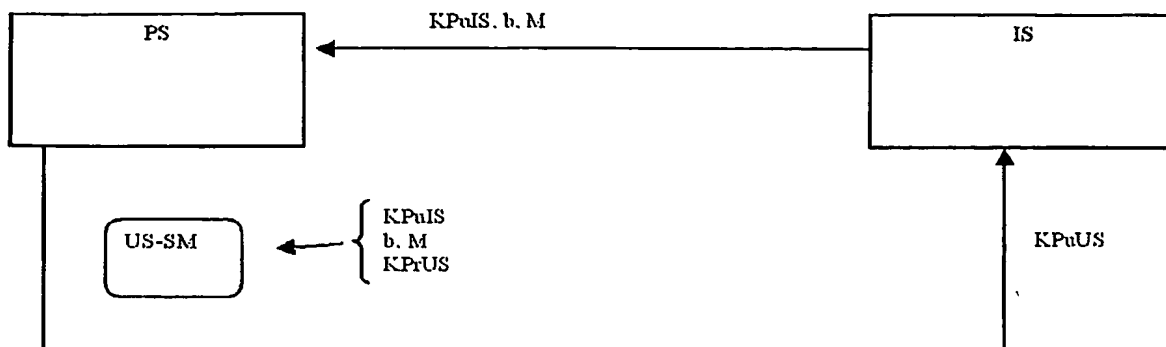 PS
KPuIS, b, M
IS
US-SM
KPuIS
b, M
KPrUS
KPuUS